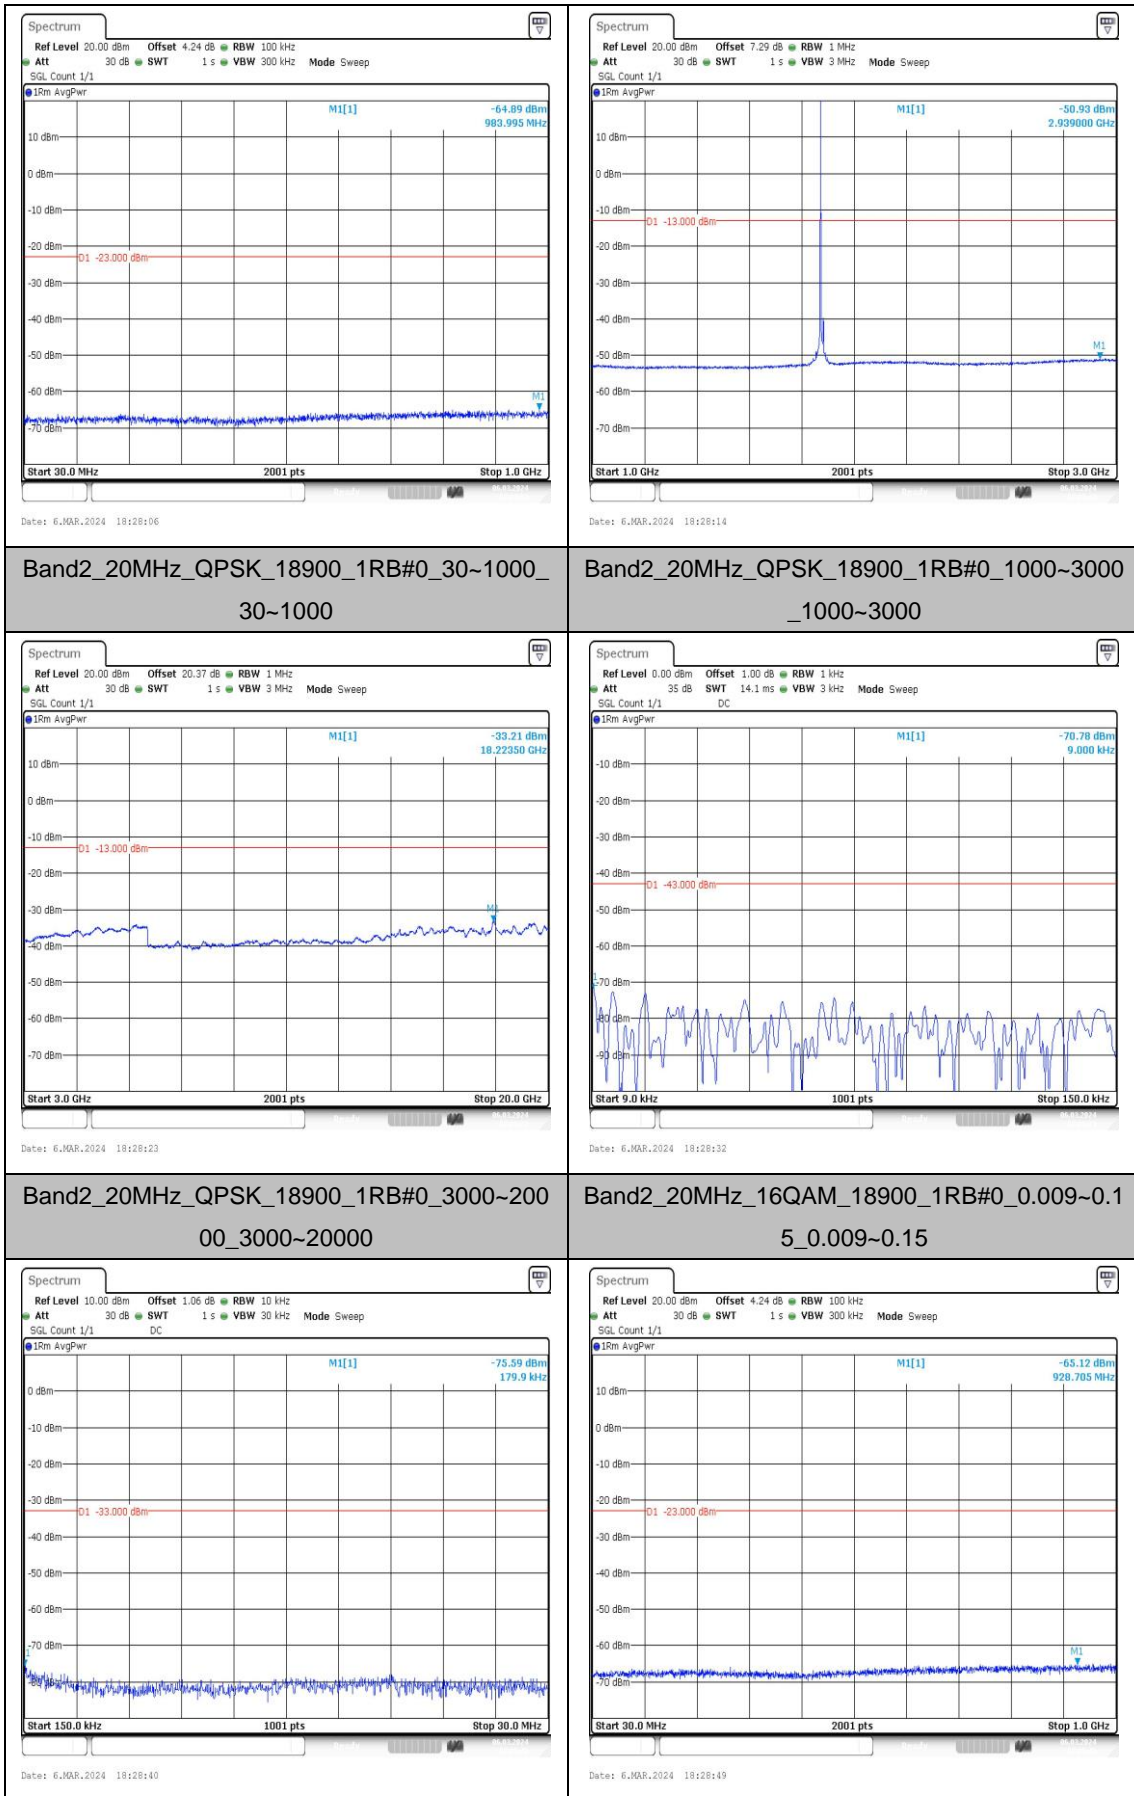 Spectrum
Ref Level 20.00 dBm Offset 4.24 dB RBW 100 kHz
Att 30 dB SWT 1 s VBW 300 kHz Mode Sweep
SGL Count 1/1
1Rm AvgPwr
M1[1] -64.89 dBm
983.995 MHz
10 dBm
0 dBm
-10 dBm
-20 dBm
D1 -23.000 dBm
-30 dBm
-40 dBm
-50 dBm
-60 dBm
M1
-70 dBm
Start 30.0 MHz 2001 pts Stop 1.0 GHz
Date: 6.MAR.2024 18:28:06
Spectrum
Ref Level 20.00 dBm Offset 7.29 dB RBW 1 MHz
Att 30 dB SWT 1 s VBW 3 MHz Mode Sweep
SGL Count 1/1
1Rm AvgPwr
M1[1] -50.93 dBm
2.939000 GHz
10 dBm
0 dBm
-10 dBm
D1 -13.000 dBm
-20 dBm
-30 dBm
-40 dBm
-50 dBm
M1
-60 dBm
-70 dBm
Start 1.0 GHz 2001 pts Stop 3.0 GHz
Date: 6.MAR.2024 18:28:14
Band2_20MHz_QPSK_18900_1RB#0_30~1000_
30~1000
Band2_20MHz_QPSK_18900_1RB#0_1000~3000
_1000~3000
Spectrum
Ref Level 20.00 dBm Offset 20.37 dB RBW 1 MHz
Att 30 dB SWT 1 s VBW 3 MHz Mode Sweep
SGL Count 1/1
1Rm AvgPwr
M1[1] -33.21 dBm
18.22350 GHz
10 dBm
0 dBm
-10 dBm
D1 -13.000 dBm
-20 dBm
-30 dBm
M1
-40 dBm
-50 dBm
-60 dBm
-70 dBm
Start 3.0 GHz 2001 pts Stop 20.0 GHz
Date: 6.MAR.2024 18:28:23
Spectrum
Ref Level 0.00 dBm Offset 1.00 dB RBW 1 kHz
Att 35 dB SWT 14.1 ms VBW 3 kHz Mode Sweep
SGL Count 1/1 DC
1Rm AvgPwr
M1[1] -70.78 dBm
9.000 kHz
-10 dBm
-20 dBm
-30 dBm
-40 dBm
D1 -43.000 dBm
-50 dBm
-60 dBm
-70 dBm
-80 dBm
-90 dBm
Start 9.0 kHz 1001 pts Stop 150.0 kHz
Date: 6.MAR.2024 18:28:32
Band2_20MHz_QPSK_18900_1RB#0_3000~200
00_3000~20000
Band2_20MHz_16QAM_18900_1RB#0_0.009~0.1
5_0.009~0.15
Spectrum
Ref Level 10.00 dBm Offset 1.06 dB RBW 10 kHz
Att 30 dB SWT 1 s VBW 30 kHz Mode Sweep
SGL Count 1/1 DC
1Rm AvgPwr
M1[1] -75.59 dBm
179.9 kHz
0 dBm
-10 dBm
-20 dBm
-30 dBm
D1 -33.000 dBm
-40 dBm
-50 dBm
-60 dBm
-70 dBm
-80 dBm
Start 150.0 kHz 1001 pts Stop 30.0 MHz
Date: 6.MAR.2024 18:28:40
Spectrum
Ref Level 20.00 dBm Offset 4.24 dB RBW 100 kHz
Att 30 dB SWT 1 s VBW 300 kHz Mode Sweep
SGL Count 1/1
1Rm AvgPwr
M1[1] -65.12 dBm
928.705 MHz
10 dBm
0 dBm
-10 dBm
-20 dBm
D1 -23.000 dBm
-30 dBm
-40 dBm
-50 dBm
-60 dBm
M1
-70 dBm
Start 30.0 MHz 2001 pts Stop 1.0 GHz
Date: 6.MAR.2024 18:28:49